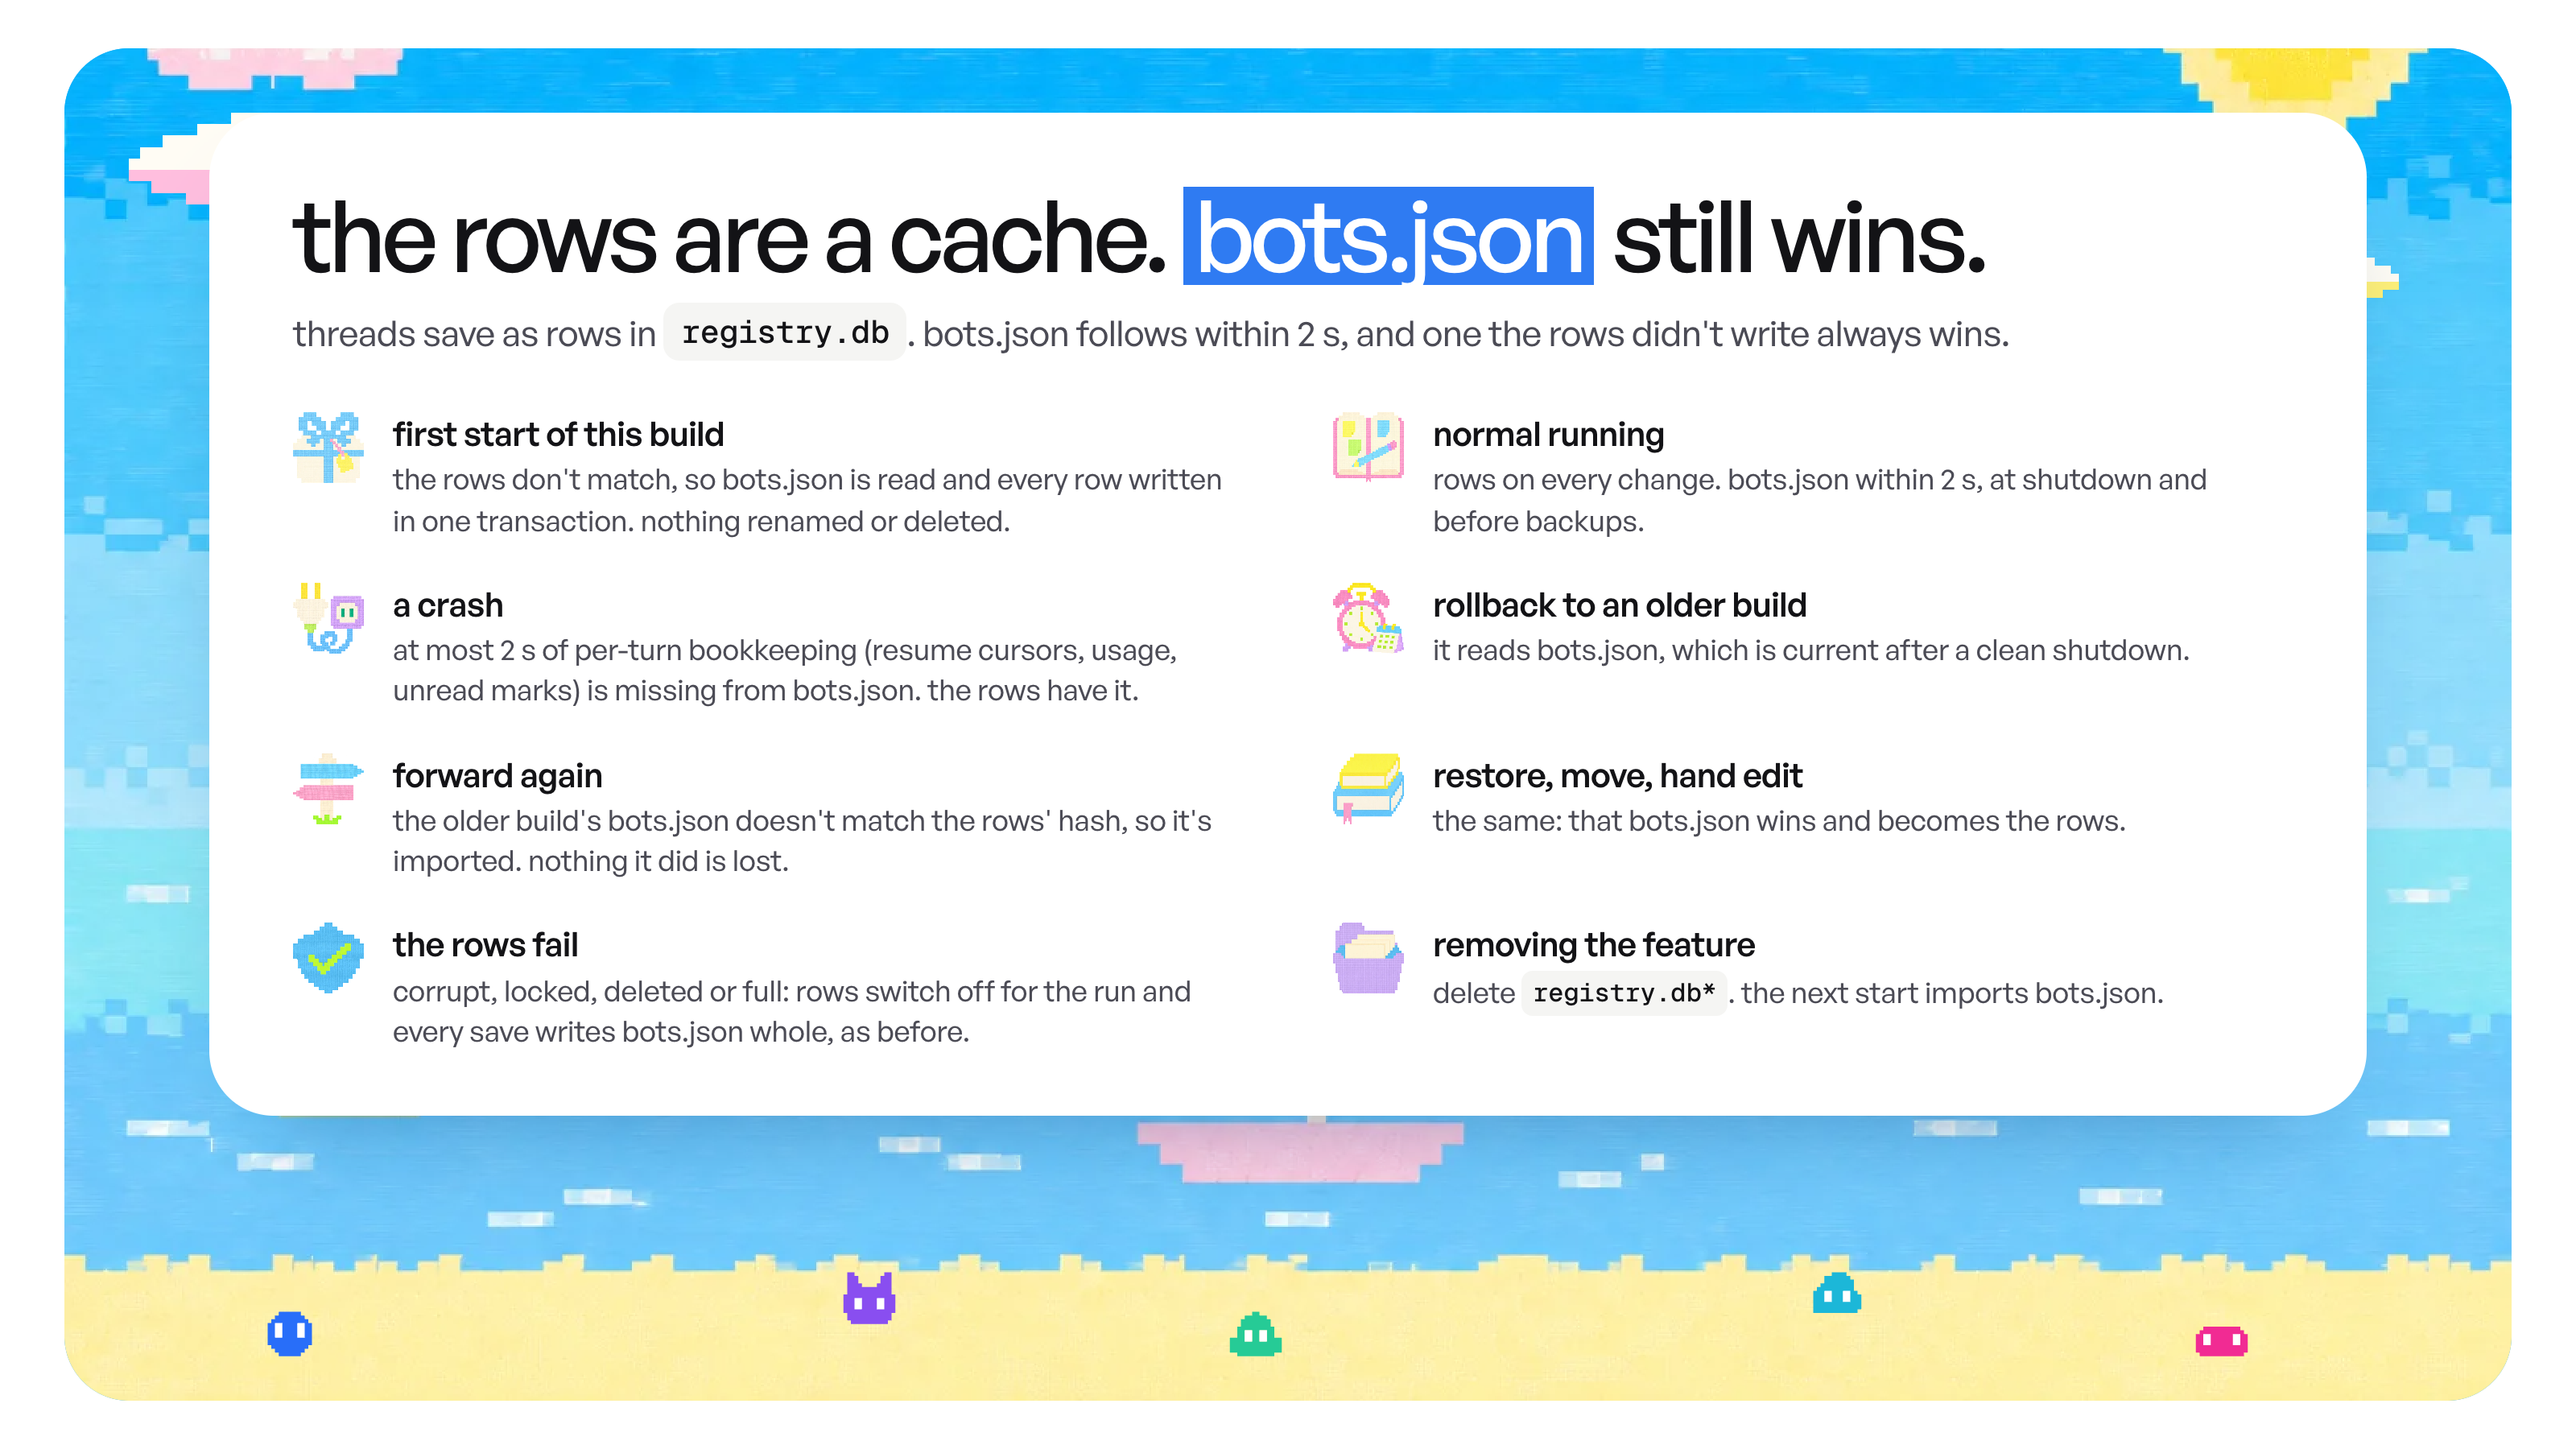 the rows are a cache. bots.json still wins.
threads save as rows in registry.db. bots.json follows within 2 s, and one the rows didn't write always wins.
first start of this build
the rows don't match, so bots.json is read and every row written
in one transaction. nothing renamed or deleted.
normal running
rows on every change. bots.json within 2 s, at shutdown and
before backups.
a crash
at most 2 s of per-turn bookkeeping (resume cursors, usage,
unread marks) is missing from bots.json. the rows have it.
rollback to an older build
it reads bots.json, which is current after a clean shutdown.
forward again
the older build's bots.json doesn't match the rows' hash, so it's
imported. nothing it did is lost.
restore, move, hand edit
the same: that bots.json wins and becomes the rows.
the rows fail
corrupt, locked, deleted or full: rows switch off for the run and
every save writes bots.json whole, as before.
removing the feature
delete registry.db*. the next start imports bots.json.